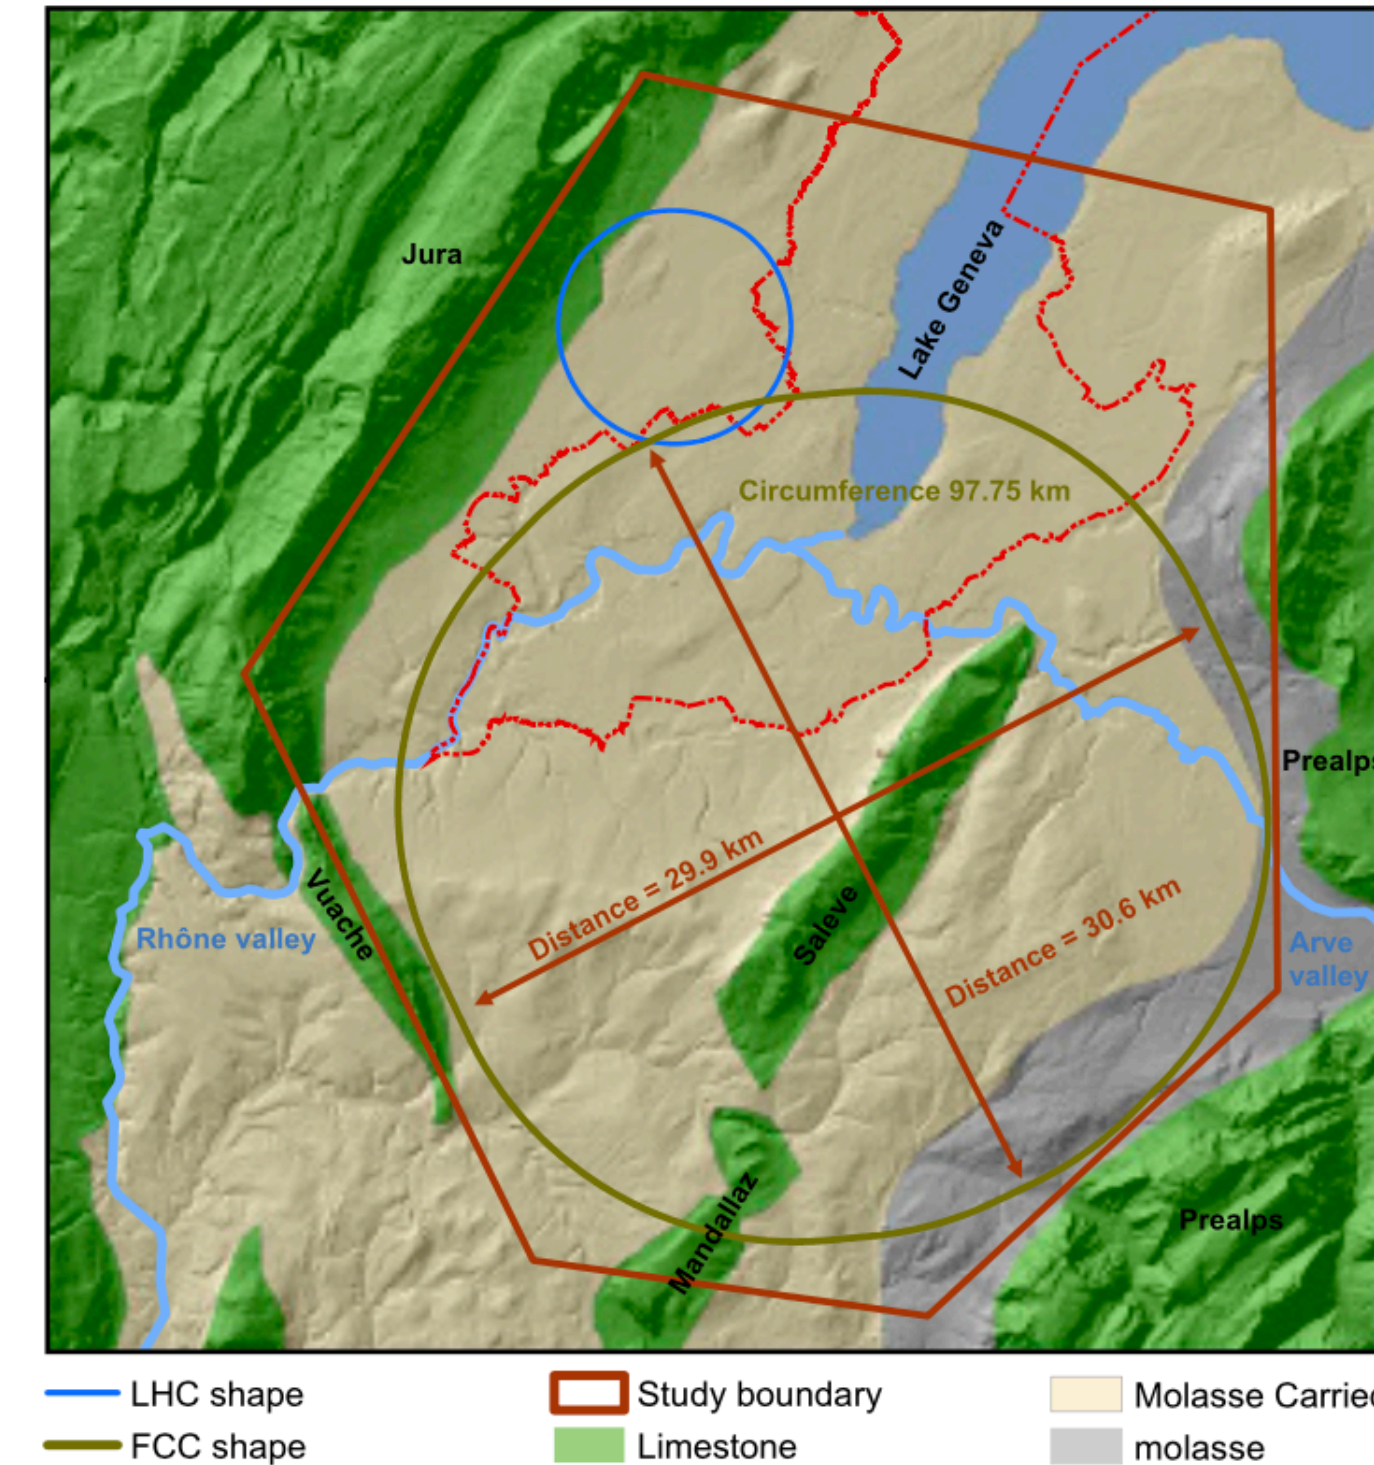 Jura
Lake Geneva
Circumference 97.75 km
Prealps
Distance = 29.9 km
Vuache
Saleve
Distance = 30.6 km
Rhône valley
Arve
valley
Mandallaz
Prealps
LHC shape
Study boundary
Molasse Carried
FCC shape
Limestone
molasse